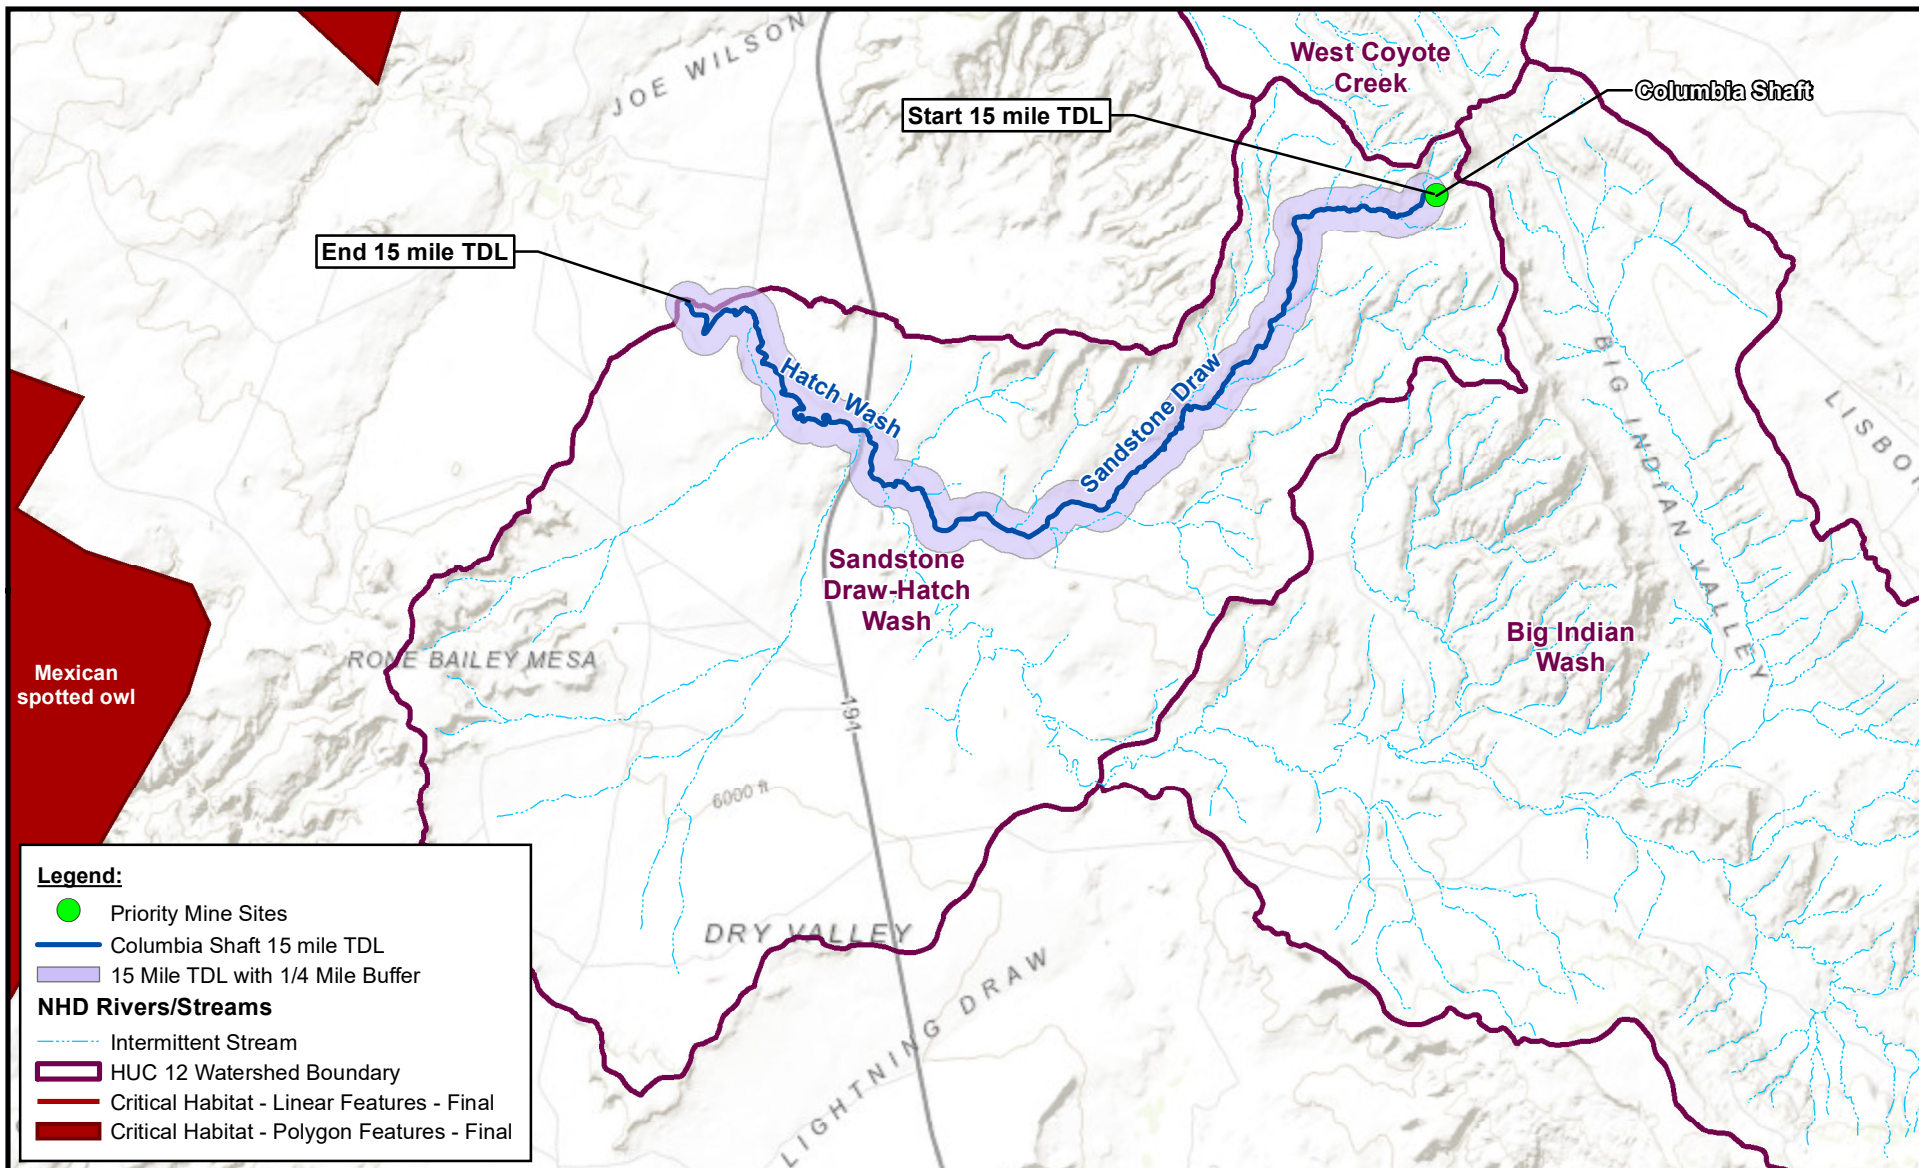 JOE WILSON
West Coyote
Creek
Columbia Shaft
Start 15 mile TDL
End 15 mile TDL
Hatch Wash
Sandstone Draw
BIG INDIAN VALLEY
Sandstone
Draw-Hatch
Wash
Big Indian
Wash
RONE BAILEY MESA
Mexican
spotted owl
191
6000 ft
DRY VALLEY
LIGHTNING DRAW
Legend:
Priority Mine Sites
Columbia Shaft 15 mile TDL
15 Mile TDL with 1/4 Mile Buffer
NHD Rivers/Streams
Intermittent Stream
HUC 12 Watershed Boundary
Critical Habitat - Linear Features - Final
Critical Habitat - Polygon Features - Final